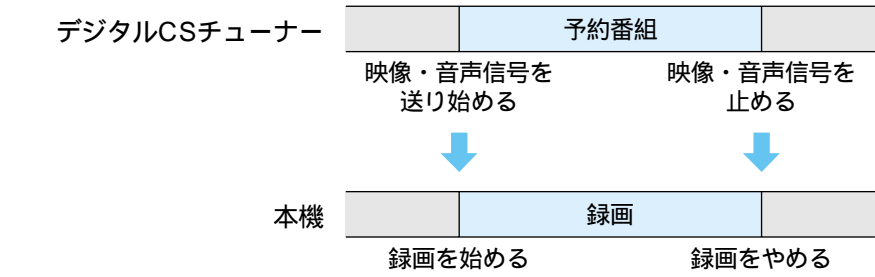 デジタルCSチューナー
予約番組
映像・音声信号を
送り始める
映像・音声信号を
止める
本機
録画
録画を始める
録画をやめる